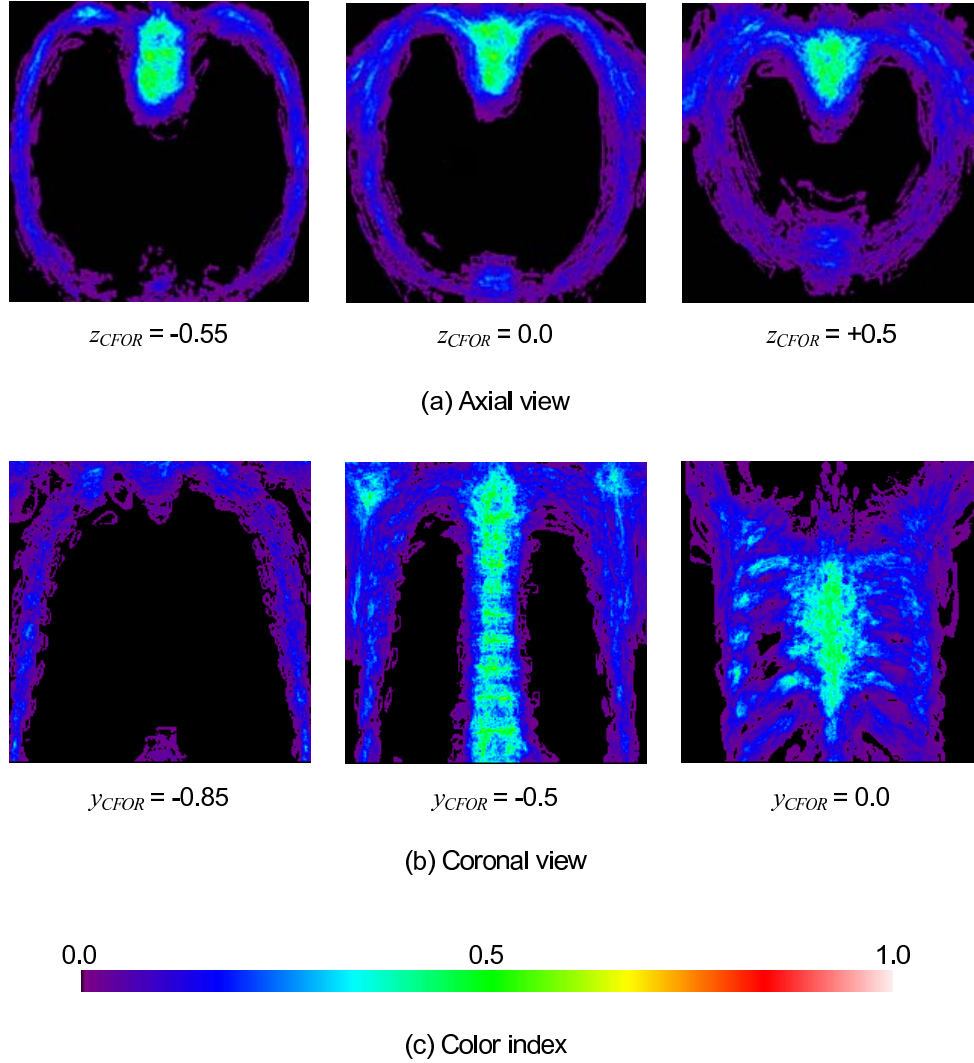 z_CFOR = -0.55 z_CFOR = 0.0 z_CFOR = +0.5
(a) Axial view
y_CFOR = -0.85 y_CFOR = -0.5 y_CFOR = 0.0
(b) Coronal view
0.0 0.5 1.0
(c) Color index